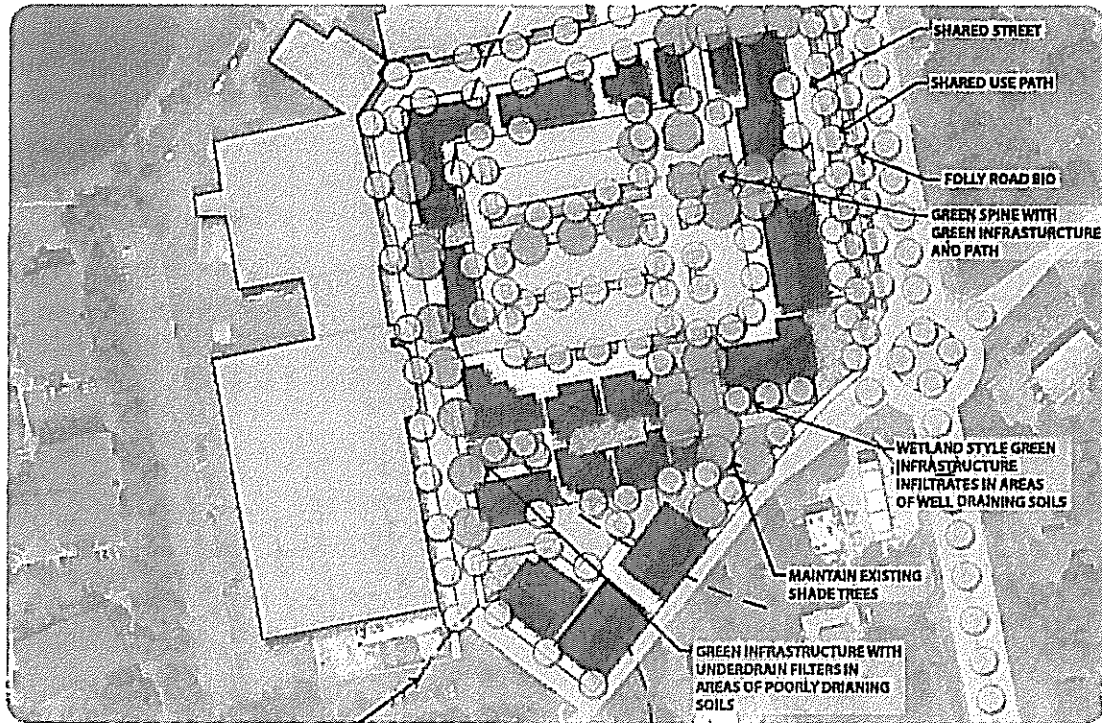 SHARED STREET
SHARED USE PATH
FOLLY ROAD BIO
GREEN SPINE WITH
GREEN INFRASTURCTURE
AND PATH
WETLAND STYLE GREEN
INFRASTRUCTURE
INFILTRATES IN AREAS
OF WELL DRAINING SOILS
MAINTAIN EXISTING
SHADE TREES
GREEN INFRASTRUCTURE WITH
UNDERDRAIN FILTERS IN
AREAS OF POORLY DRIANING
SOILS